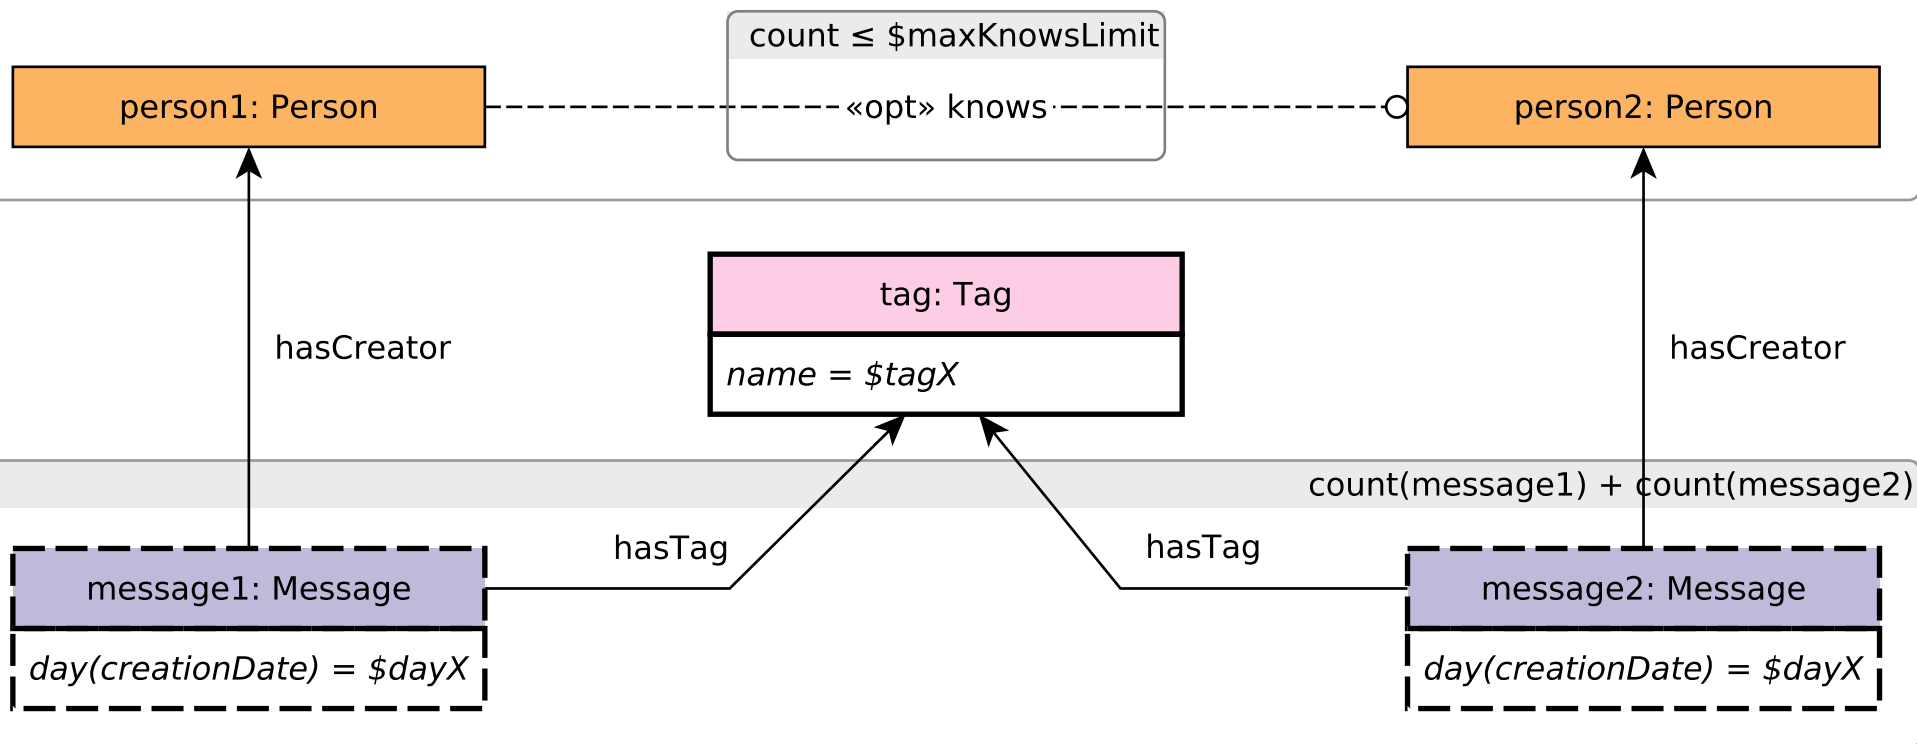 count ≤ $maxKnowsLimit
person1: Person
«opt» knows
person2: Person
tag: Tag
name = $tagX
hasCreator
hasCreator
count(message1) + count(message2)
hasTag
hasTag
message1: Message
message2: Message
day(creationDate) = $dayX
day(creationDate) = $dayX